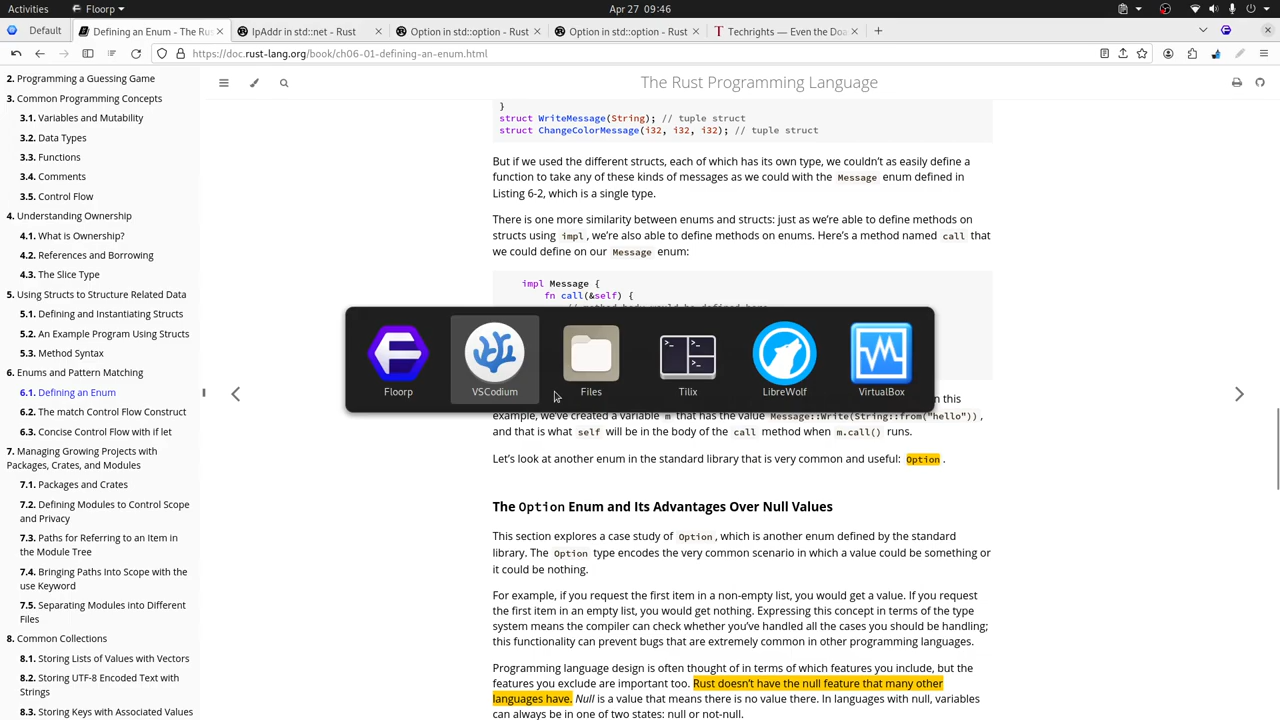 Activities
Floorp
Apr 27 09:46
Default
Defining an Enum - The Rus
IpAddr in std::net - Rust
Option in std::option - Rust
Option in std::option - Rust
Techrights — Even the Doa
https://doc.rust-lang.org/book/ch06-01-defining-an-enum.html
2. Programming a Guessing Game
3. Common Programming Concepts
3.1. Variables and Mutability
3.2. Data Types
3.3. Functions
3.4. Comments
3.5. Control Flow
4. Understanding Ownership
4.1. What is Ownership?
4.2. References and Borrowing
4.3. The Slice Type
5. Using Structs to Structure Related Data
5.1. Defining and Instantiating Structs
5.2. An Example Program Using Structs
5.3. Method Syntax
6. Enums and Pattern Matching
6.1. Defining an Enum
6.2. The match Control Flow Construct
6.3. Concise Control Flow with if let
7. Managing Growing Projects with
Packages, Crates, and Modules
7.1. Packages and Crates
7.2. Defining Modules to Control Scope
and Privacy
7.3. Paths for Referring to an Item in
the Module Tree
7.4. Bringing Paths Into Scope with the
use Keyword
7.5. Separating Modules into Different
Files
8. Common Collections
8.1. Storing Lists of Values with Vectors
8.2. Storing UTF-8 Encoded Text with
Strings
8.3. Storing Keys with Associated Values
The Rust Programming Language
}
struct WriteMessage(String); // tuple struct
struct ChangeColorMessage(i32, i32, i32); // tuple struct
But if we used the different structs, each of which has its own type, we couldn’t as easily define a
function to take any of these kinds of messages as we could with the Message enum defined in
Listing 6-2, which is a single type.
There is one more similarity between enums and structs: just as we’re able to define methods on
structs using impl, we’re also able to define methods on enums. Here’s a method named call that
we could define on our Message enum:
impl Message {
fn call(&self) {
Floorp
VSCodium
Files
Tilix
LibreWolf
VirtualBox
n this
example, we’ve created a variable m that has the value Message::Write(String::from("hello")),
and that is what self will be in the body of the call method when m.call() runs.
Let’s look at another enum in the standard library that is very common and useful: Option.
The Option Enum and Its Advantages Over Null Values
This section explores a case study of Option, which is another enum defined by the standard
library. The Option type encodes the very common scenario in which a value could be something or
it could be nothing.
For example, if you request the first item in a non-empty list, you would get a value. If you request
the first item in an empty list, you would get nothing. Expressing this concept in terms of the type
system means the compiler can check whether you’ve handled all the cases you should be handling;
this functionality can prevent bugs that are extremely common in other programming languages.
Programming language design is often thought of in terms of which features you include, but the
features you exclude are important too. Rust doesn’t have the null feature that many other
languages have. Null is a value that means there is no value there. In languages with null, variables
can always be in one of two states: null or not-null.